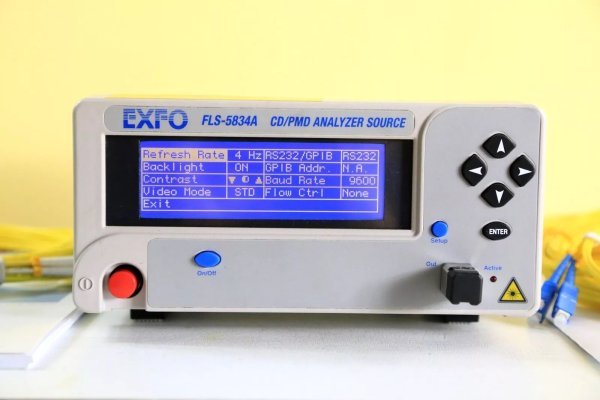 EXFO FLS-5834A CD/PMD ANALYZER SOURCE
Refresh Rate 4 Hz RS232/GPIB RS232
Backlight ON GPIB Addr. N.A.
Contrast ▼ ◐ ▲ Baud Rate 9600
Video Mode STD Flow Ctrl None
Exit
ENTER
Setup
On/Off
Out Active